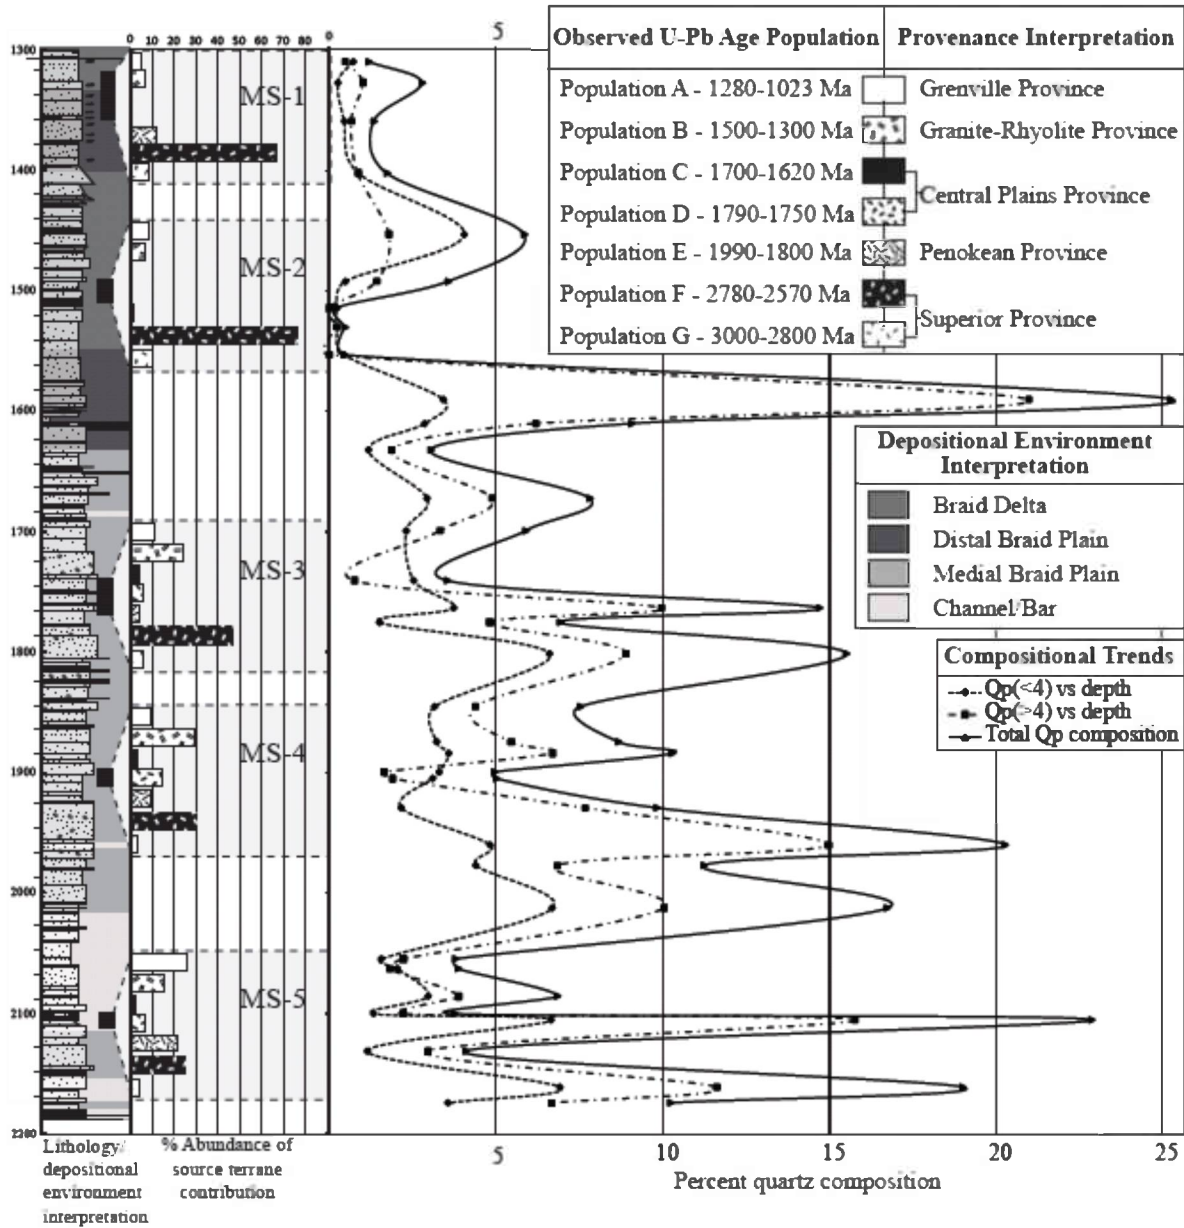 0 10 20 30 40 50 60 70 80 0 5
Observed U-Pb Age Population Provenance Interpretation
Population A - 1280-1023 Ma Grenville Province
Population B - 1500-1300 Ma Granite-Rhyolite Province
Population C - 1700-1620 Ma
Central Plains Province
Population D - 1790-1750 Ma
Population E - 1990-1800 Ma Penokean Province
Population F - 2780-2570 Ma
Superior Province
Population G - 3000-2800 Ma
1300
MS-1
1400
MS-2
1500
1600
Depositional Environment
Interpretation
Braid Delta
Distal Braid Plain
Medial Braid Plain
Channel/Bar
1700
MS-3
1800
Compositional Trends
Qp(<4) vs depth
Qp(>4) vs depth
Total Qp composition
MS-4
1900
2000
MS-5
2100
2200
5 10 15 20 25
Percent quartz composition
Lithology/
depositional
environment
interpretation
% Abundance of
source terrane
contribution